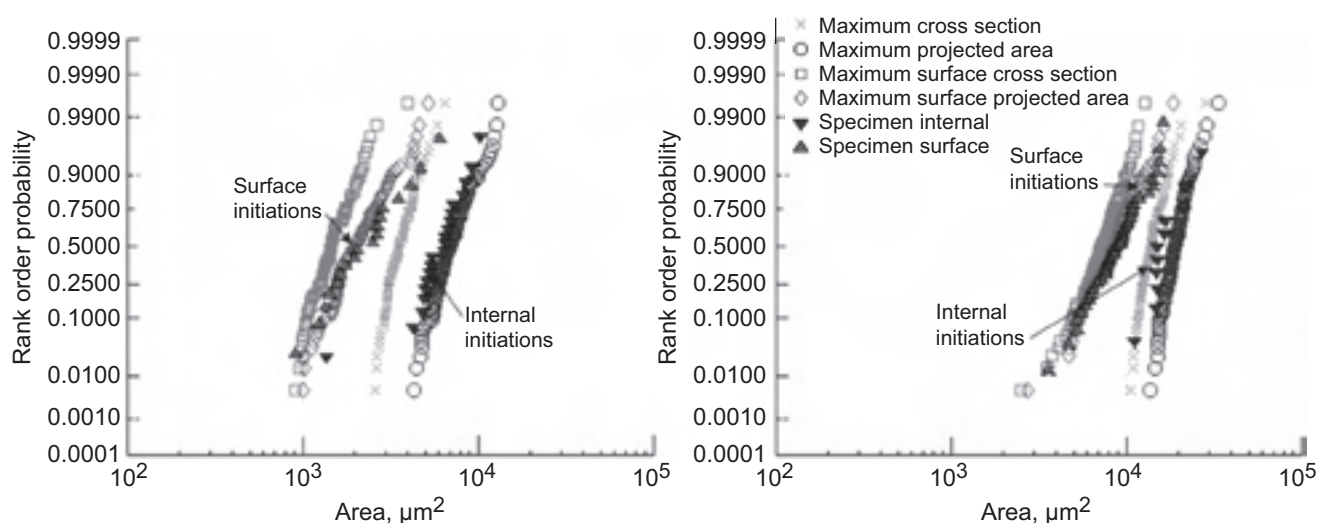 0.9999
0.9990
0.9900
0.9000
0.7500
0.5000
0.2500
0.1000
0.0100
0.0010
0.0001
Rank order probability
Surface
initiations
Internal
initiations
10²
10³
10⁴
10⁵
Area, µm²
Maximum cross section
Maximum projected area
Maximum surface cross section
Maximum surface projected area
Specimen internal
Specimen surface
0.9999
0.9990
0.9900
0.9000
0.7500
0.5000
0.2500
0.1000
0.0100
0.0010
0.0001
Rank order probability
Surface
initiations
Internal
initiations
10²
10³
10⁴
10⁵
Area, µm²